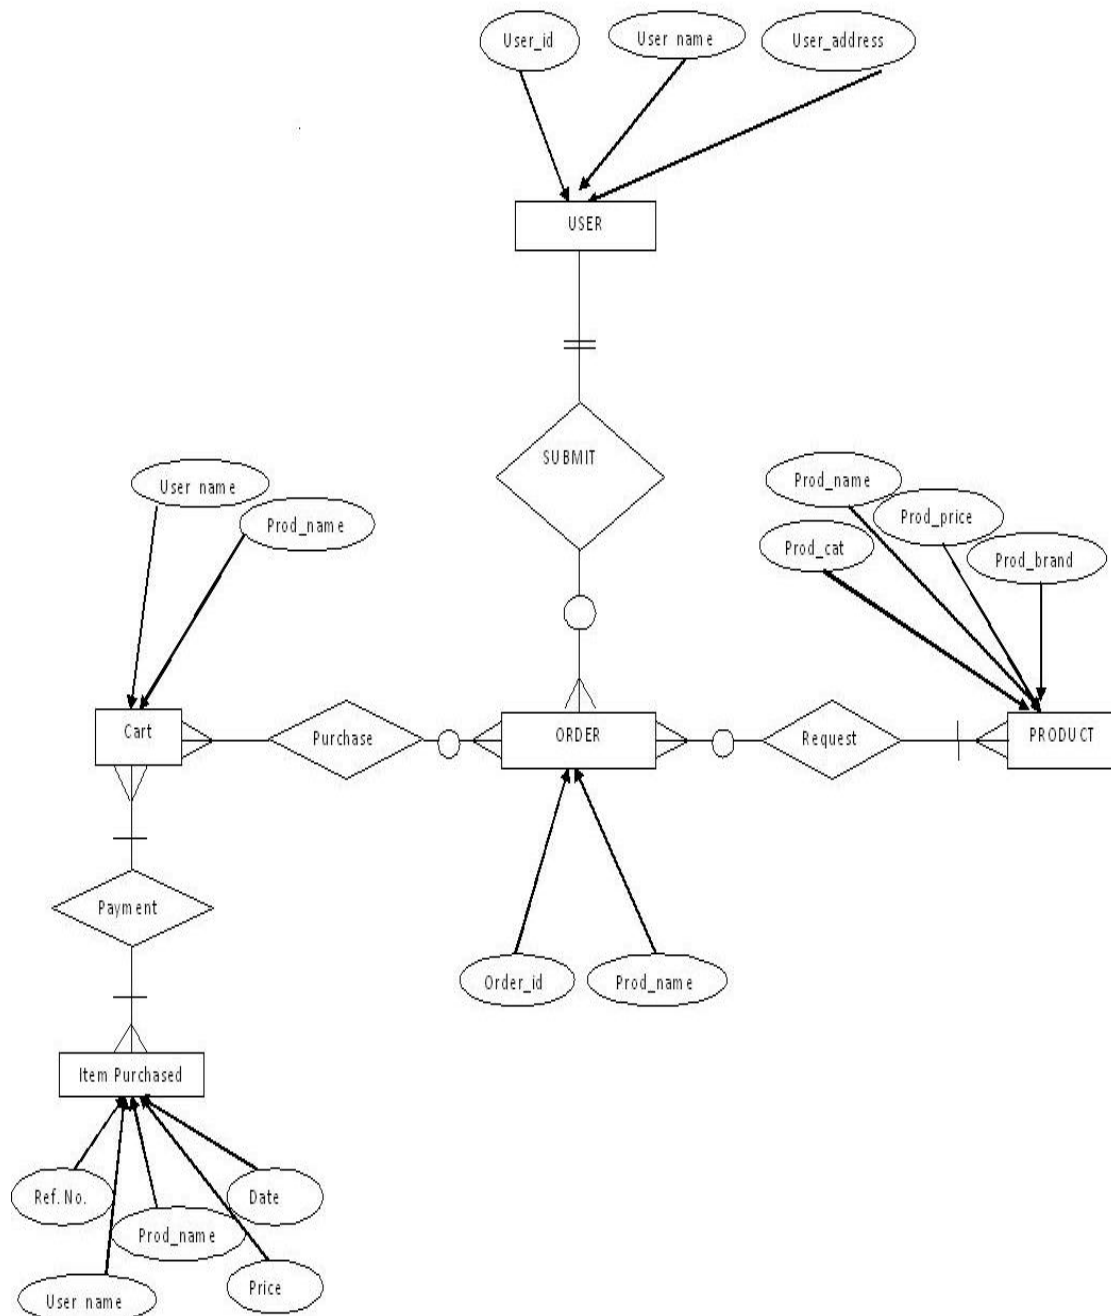 User_id
User name
User_address
USER
SUBMIT
User name
Prod_name
Prod_name
Prod_price
Prod_cat
Prod_brand
Cart
Purchase
ORDER
Request
PRODUCT
Payment
Order_id
Prod_name
Item Purchased
Ref. No.
Date
Prod_name
Price
User name